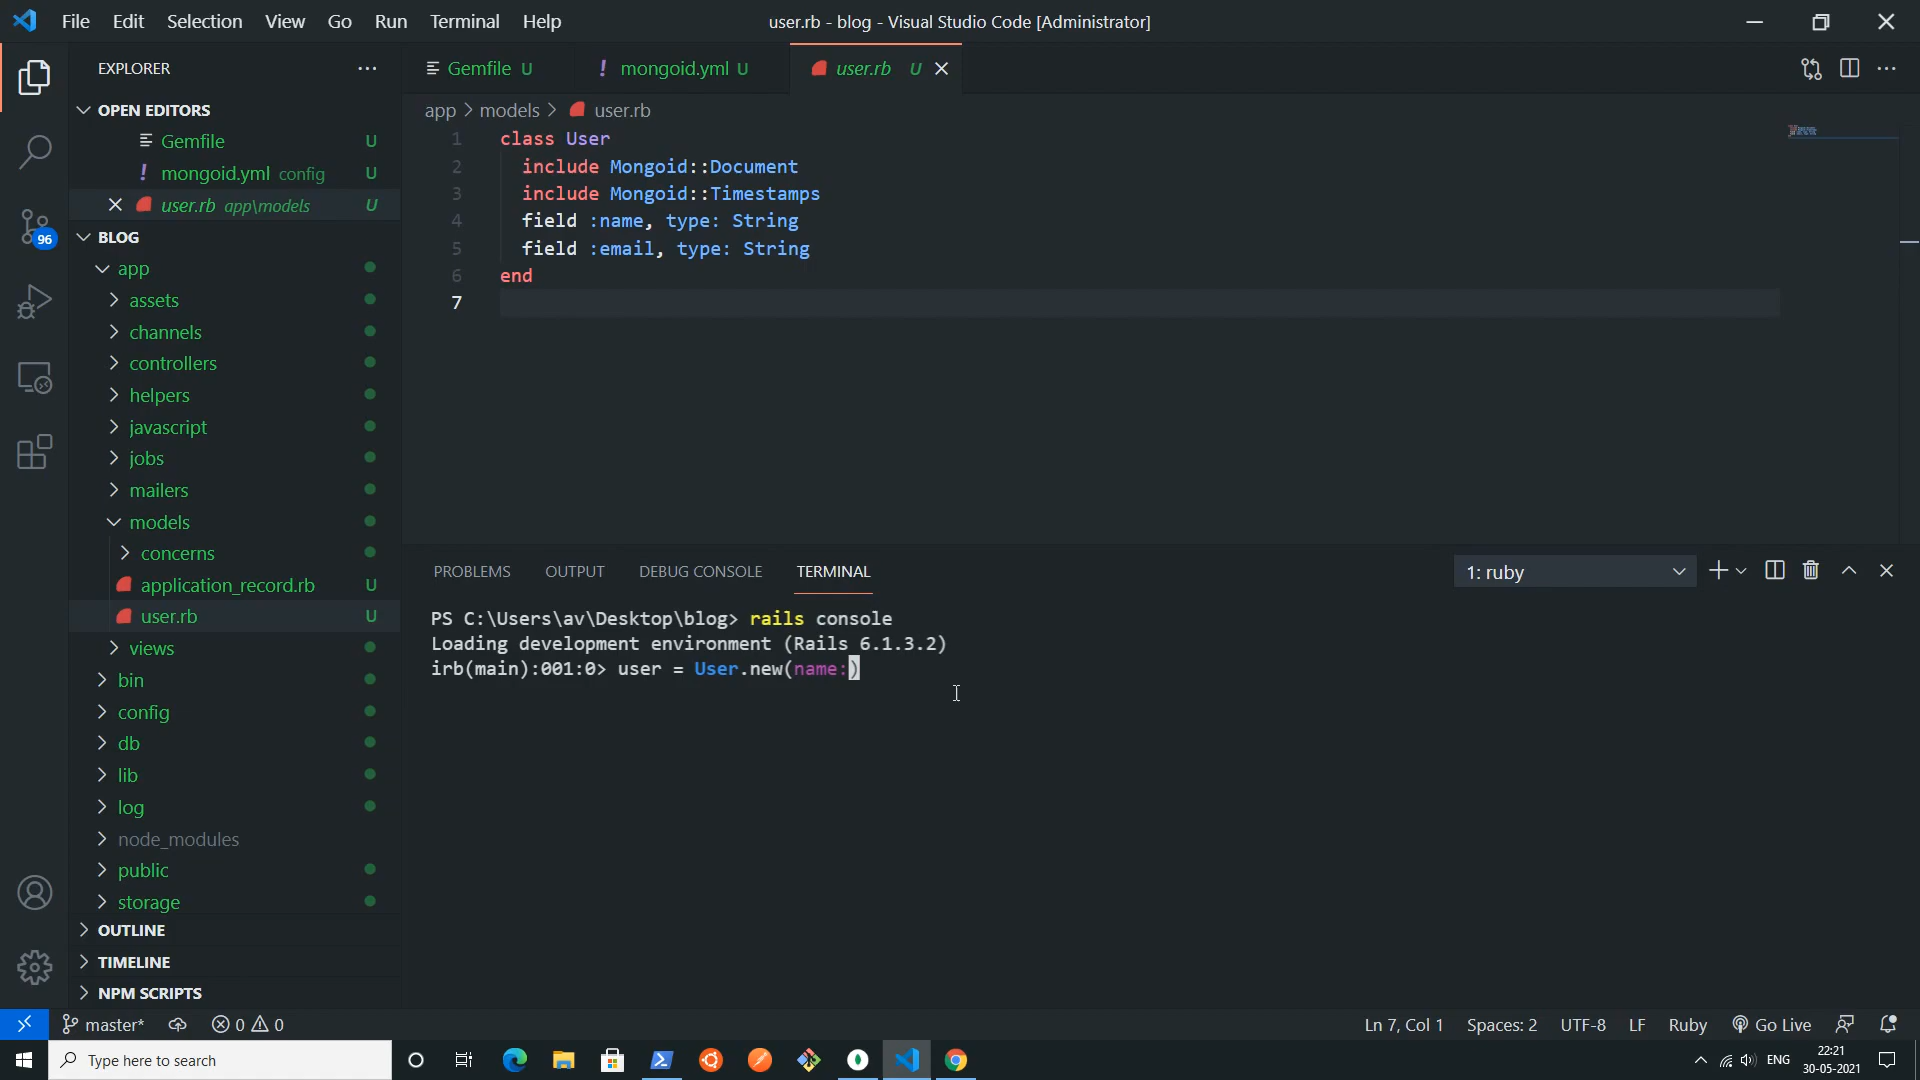 File Edit Selection View Go Run Terminal Help
user.rb - blog - Visual Studio Code [Administrator]
EXPLORER
OPEN EDITORS
Gemfile U
! mongoid.yml config U
user.rb app\models U
BLOG
app
assets
channels
controllers
helpers
javascript
jobs
mailers
models
concerns
application_record.rb U
user.rb U
views
bin
config
db
lib
log
node_modules
public
storage
OUTLINE
TIMELINE
NPM SCRIPTS
96
Gemfile U
! mongoid.yml U
user.rb U
app > models > user.rb
1 class User
2 include Mongoid::Document
3 include Mongoid::Timestamps
4 field :name, type: String
5 field :email, type: String
6 end
7
PROBLEMS OUTPUT DEBUG CONSOLE TERMINAL
1: ruby
PS C:\Users\av\Desktop\blog> rails console
Loading development environment (Rails 6.1.3.2)
irb(main):001:0> user = User.new(name:)
master* 0 0
Ln 7, Col 1 Spaces: 2 UTF-8 LF Ruby Go Live
Type here to search
ENG
22:21
30-05-2021